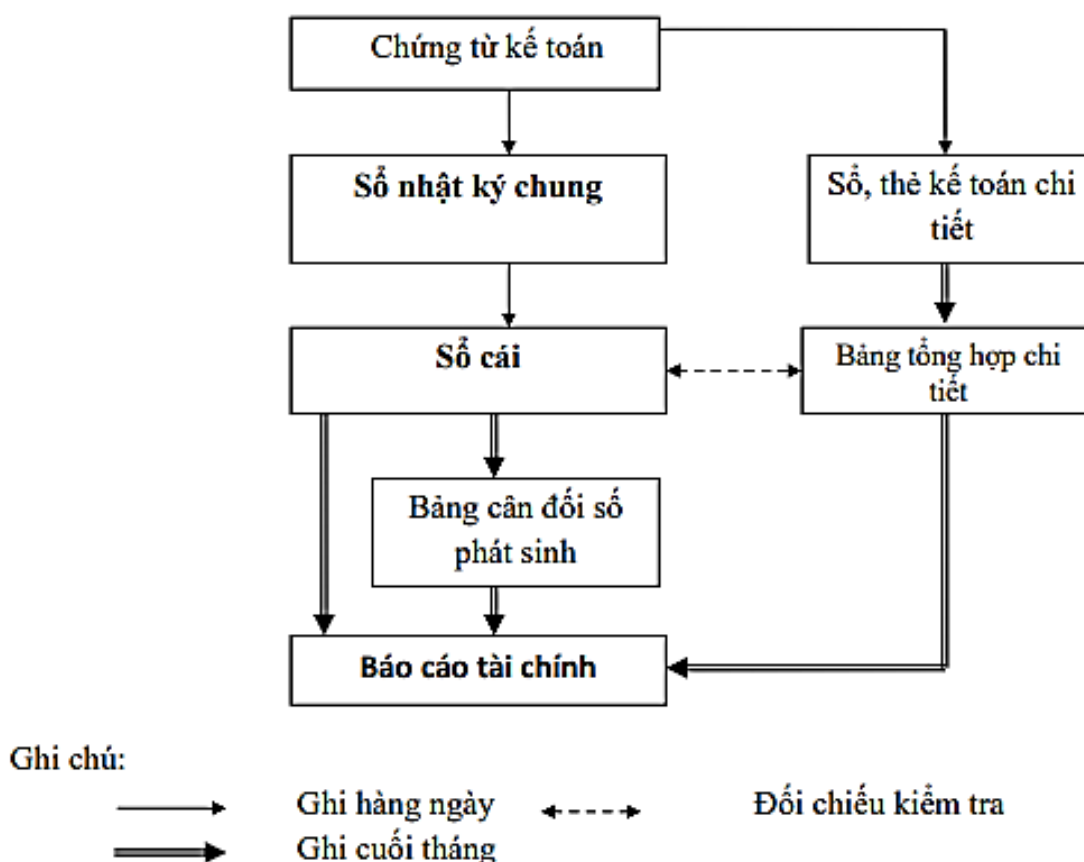 Chứng từ kế toán
Sổ nhật ký chung
Sổ, thẻ kế toán chi
tiết
Sổ cái
Bảng tổng hợp chi
tiết
Bảng cân đối số
phát sinh
Báo cáo tài chính
Ghi chú:
Ghi hàng ngày
Đối chiếu kiểm tra
Ghi cuối tháng